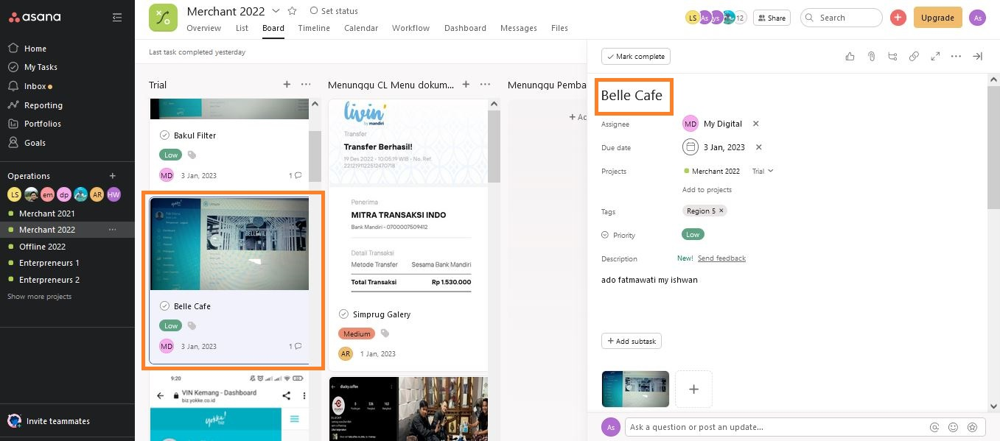 asana
Home
My Tasks
Inbox
Reporting
Portfolios
Goals
Operations
LS em dp AR HW
Merchant 2021
Merchant 2022
Offline 2022
Enterpreneurs 1
Enterpreneurs 2
Show more projects
Invite teammates
Merchant 2022
Set status
Overview List Board Timeline Calendar Workflow Dashboard Messages Files
LS As ys 12
Share
Search
Upgrade
As
Last task completed yesterday
Trial
Bakul Filter
Low
MD 3 Jan, 2023 1
yokke!
Belle Cafe
Low
MD 3 Jan, 2023 1
9:20
VIN Kemang - Dashboard
biz.yokke.co.id
yokke!
Menungu CL Menu dokum...
livin'
by mandiri
Transfer
Transfer Berhasil!
19 Des 2022 - 10:05:19 WIB - No. Ref.
2212191122512470718
Penerima
MITRA TRANSAKSI INDO
Bank Mandiri - 0700007509412
Detail Transaksi
Metode Transfer Sesama Bank Mandiri
Total Transaksi Rp 1.530.000
Simprug Galery
Medium
AR 1 Jan, 2023
dlucky.coffee
Menunggu Pemba
Mark complete
Belle Cafe
Assignee MD My Digital
Due date 3 Jan, 2023
Projects Merchant 2022 Trial
Add to projects
Tags Region 5
Priority Low
Description New! Send feedback
ado fatmawati my ishwan
+ Add subtask
As Ask a question or post an update...